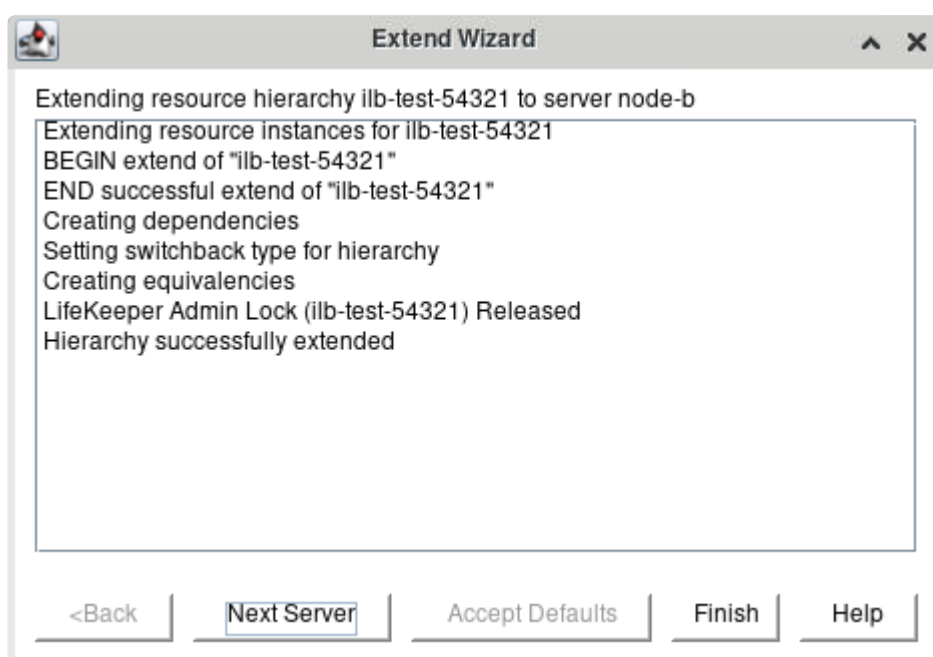 Extend Wizard
Extending resource hierarchy ilb-test-54321 to server node-b
Extending resource instances for ilb-test-54321
BEGIN extend of "ilb-test-54321"
END successful extend of "ilb-test-54321"
Creating dependencies
Setting switchback type for hierarchy
Creating equivalencies
LifeKeeper Admin Lock (ilb-test-54321) Released
Hierarchy successfully extended
<Back Next Server Accept Defaults Finish Help